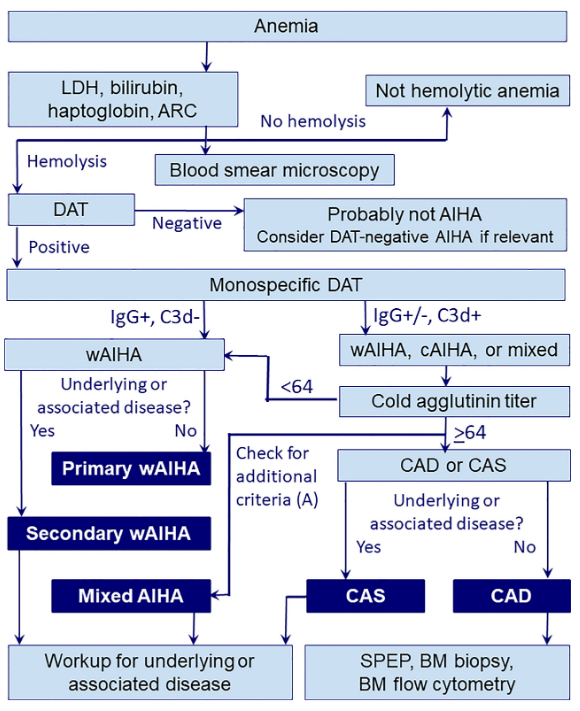 Anemia
LDH, bilirubin,
haptoglobin, ARC
Not hemolytic anemia
No hemolysis
Hemolysis
Blood smear microscopy
DAT
Negative
Probably not AIHA
Consider DAT-negative AIHA if relevant
Positive
Monospecific DAT
IgG+, C3d-
IgG+/-, C3d+
wAIHA
wAIHA, cAIHA, or mixed
<64
Cold agglutinin titer
Underlying or
associated disease?
Yes
No
≥64
Check for
additional
criteria (A)
CAD or CAS
Primary wAIHA
Underlying or
associated disease?
Yes
No
Secondary wAIHA
Mixed AIHA
CAS
CAD
Workup for underlying or
associated disease
SPEP, BM biopsy,
BM flow cytometry